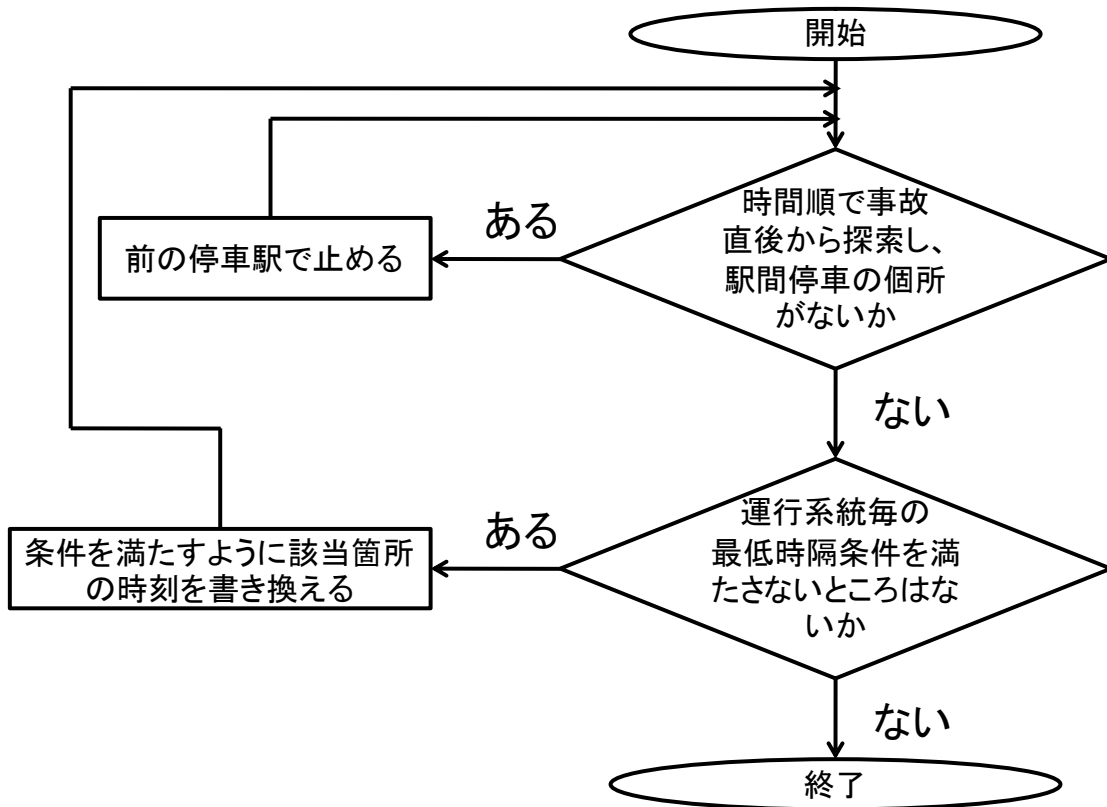 開始
時間順で事故
直後から探索し、
駅間停車の個所
がないか
ある
前の停車駅で止める
ない
運行系統毎の
最低時隔条件を満
たさないところはな
いか
ある
条件を満たすように該当箇所
の時刻を書き換える
ない
終了